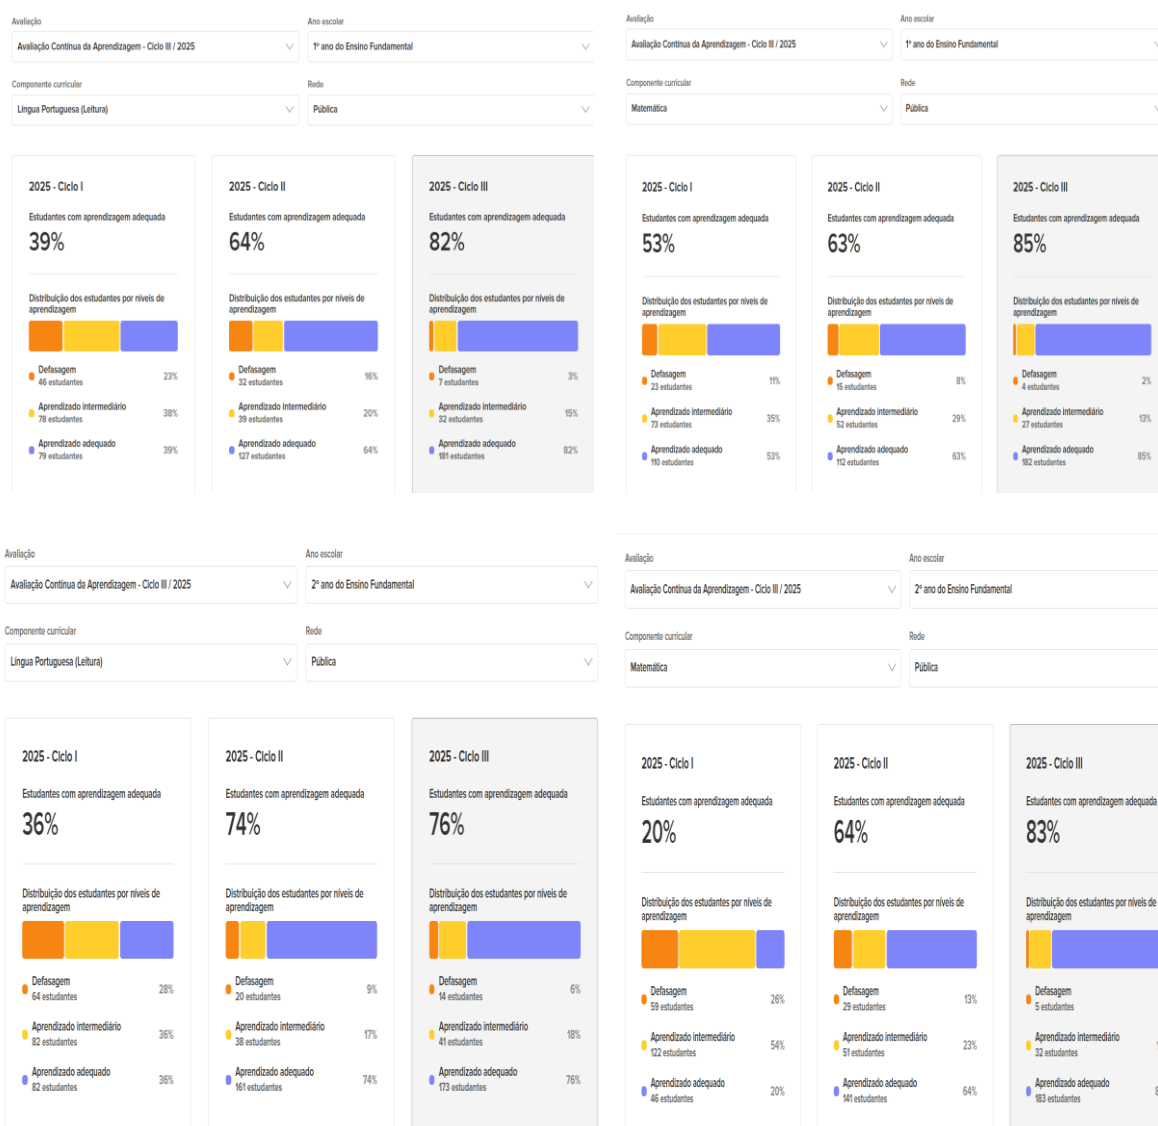 Avaliação
Ano escolar
Avaliação Contínua da Aprendizagem - Ciclo III / 2025
1º ano do Ensino Fundamental
Componente curricular
Rede
Língua Portuguesa (Leitura)
Pública
2025 - Ciclo I
Estudantes com aprendizagem adequada
39%
Distribuição dos estudantes por níveis de
aprendizagem
Defasagem
46 estudantes
23%
Aprendizado intermediário
78 estudantes
38%
Aprendizado adequado
79 estudantes
39%
2025 - Ciclo II
Estudantes com aprendizagem adequada
64%
Distribuição dos estudantes por níveis de
aprendizagem
Defasagem
32 estudantes
16%
Aprendizado intermediário
39 estudantes
20%
Aprendizado adequado
127 estudantes
64%
2025 - Ciclo III
Estudantes com aprendizagem adequada
82%
Distribuição dos estudantes por níveis de
aprendizagem
Defasagem
7 estudantes
3%
Aprendizado intermediário
32 estudantes
15%
Aprendizado adequado
181 estudantes
82%
Avaliação
Ano escolar
Avaliação Contínua da Aprendizagem - Ciclo III / 2025
1º ano do Ensino Fundamental
Componente curricular
Rede
Matemática
Pública
2025 - Ciclo I
Estudantes com aprendizagem adequada
53%
Distribuição dos estudantes por níveis de
aprendizagem
Defasagem
23 estudantes
11%
Aprendizado intermediário
73 estudantes
35%
Aprendizado adequado
110 estudantes
53%
2025 - Ciclo II
Estudantes com aprendizagem adequada
63%
Distribuição dos estudantes por níveis de
aprendizagem
Defasagem
15 estudantes
8%
Aprendizado intermediário
52 estudantes
29%
Aprendizado adequado
112 estudantes
63%
2025 - Ciclo III
Estudantes com aprendizagem adequada
85%
Distribuição dos estudantes por níveis de
aprendizagem
Defasagem
4 estudantes
2%
Aprendizado intermediário
27 estudantes
13%
Aprendizado adequado
182 estudantes
85%
Avaliação
Ano escolar
Avaliação Contínua da Aprendizagem - Ciclo III / 2025
2º ano do Ensino Fundamental
Componente curricular
Rede
Língua Portuguesa (Leitura)
Pública
2025 - Ciclo I
Estudantes com aprendizagem adequada
36%
Distribuição dos estudantes por níveis de
aprendizagem
Defasagem
64 estudantes
28%
Aprendizado intermediário
82 estudantes
36%
Aprendizado adequado
82 estudantes
36%
2025 - Ciclo II
Estudantes com aprendizagem adequada
74%
Distribuição dos estudantes por níveis de
aprendizagem
Defasagem
20 estudantes
9%
Aprendizado intermediário
38 estudantes
17%
Aprendizado adequado
161 estudantes
74%
2025 - Ciclo III
Estudantes com aprendizagem adequada
76%
Distribuição dos estudantes por níveis de
aprendizagem
Defasagem
14 estudantes
6%
Aprendizado intermediário
41 estudantes
18%
Aprendizado adequado
173 estudantes
76%
Avaliação
Ano escolar
Avaliação Contínua da Aprendizagem - Ciclo III / 2025
2º ano do Ensino Fundamental
Componente curricular
Rede
Matemática
Pública
2025 - Ciclo I
Estudantes com aprendizagem adequada
20%
Distribuição dos estudantes por níveis de
aprendizagem
Defasagem
59 estudantes
26%
Aprendizado intermediário
122 estudantes
54%
Aprendizado adequado
46 estudantes
20%
2025 - Ciclo II
Estudantes com aprendizagem adequada
64%
Distribuição dos estudantes por níveis de
aprendizagem
Defasagem
29 estudantes
13%
Aprendizado intermediário
51 estudantes
23%
Aprendizado adequado
141 estudantes
64%
2025 - Ciclo III
Estudantes com aprendizagem adequada
83%
Distribuição dos estudantes por níveis de
aprendizagem
Defasagem
5 estudantes
Aprendizado intermediário
32 estudantes
Aprendizado adequado
183 estudantes